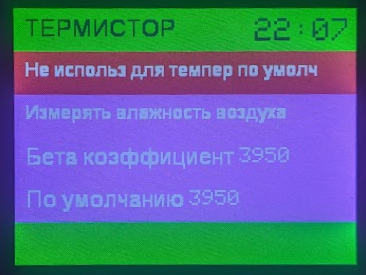 ТЕРМИСТОР 22:07
Не использ для темпер по умолч
Измерять влажность воздуха
Бета коэффициент 3950
По умолчанию 3950